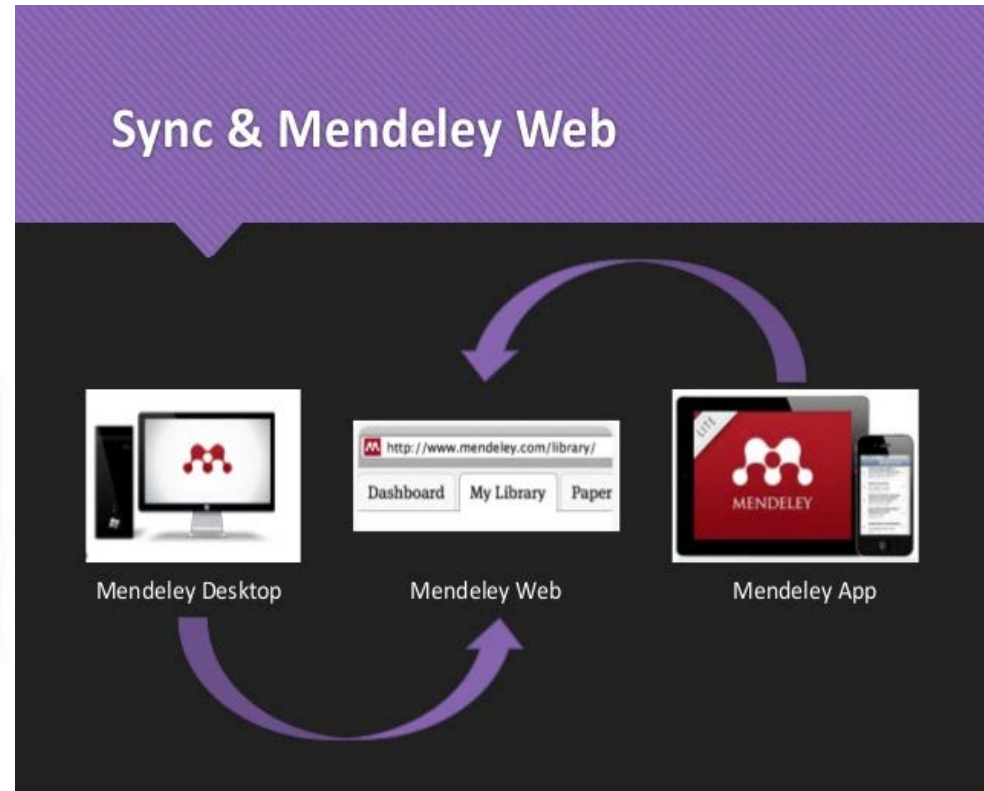 Sync & Mendeley Web
http://www.mendeley.com/library/
Dashboard My Library Paper
LITE
MENDELEY
Mendeley Desktop
Mendeley Web
Mendeley App